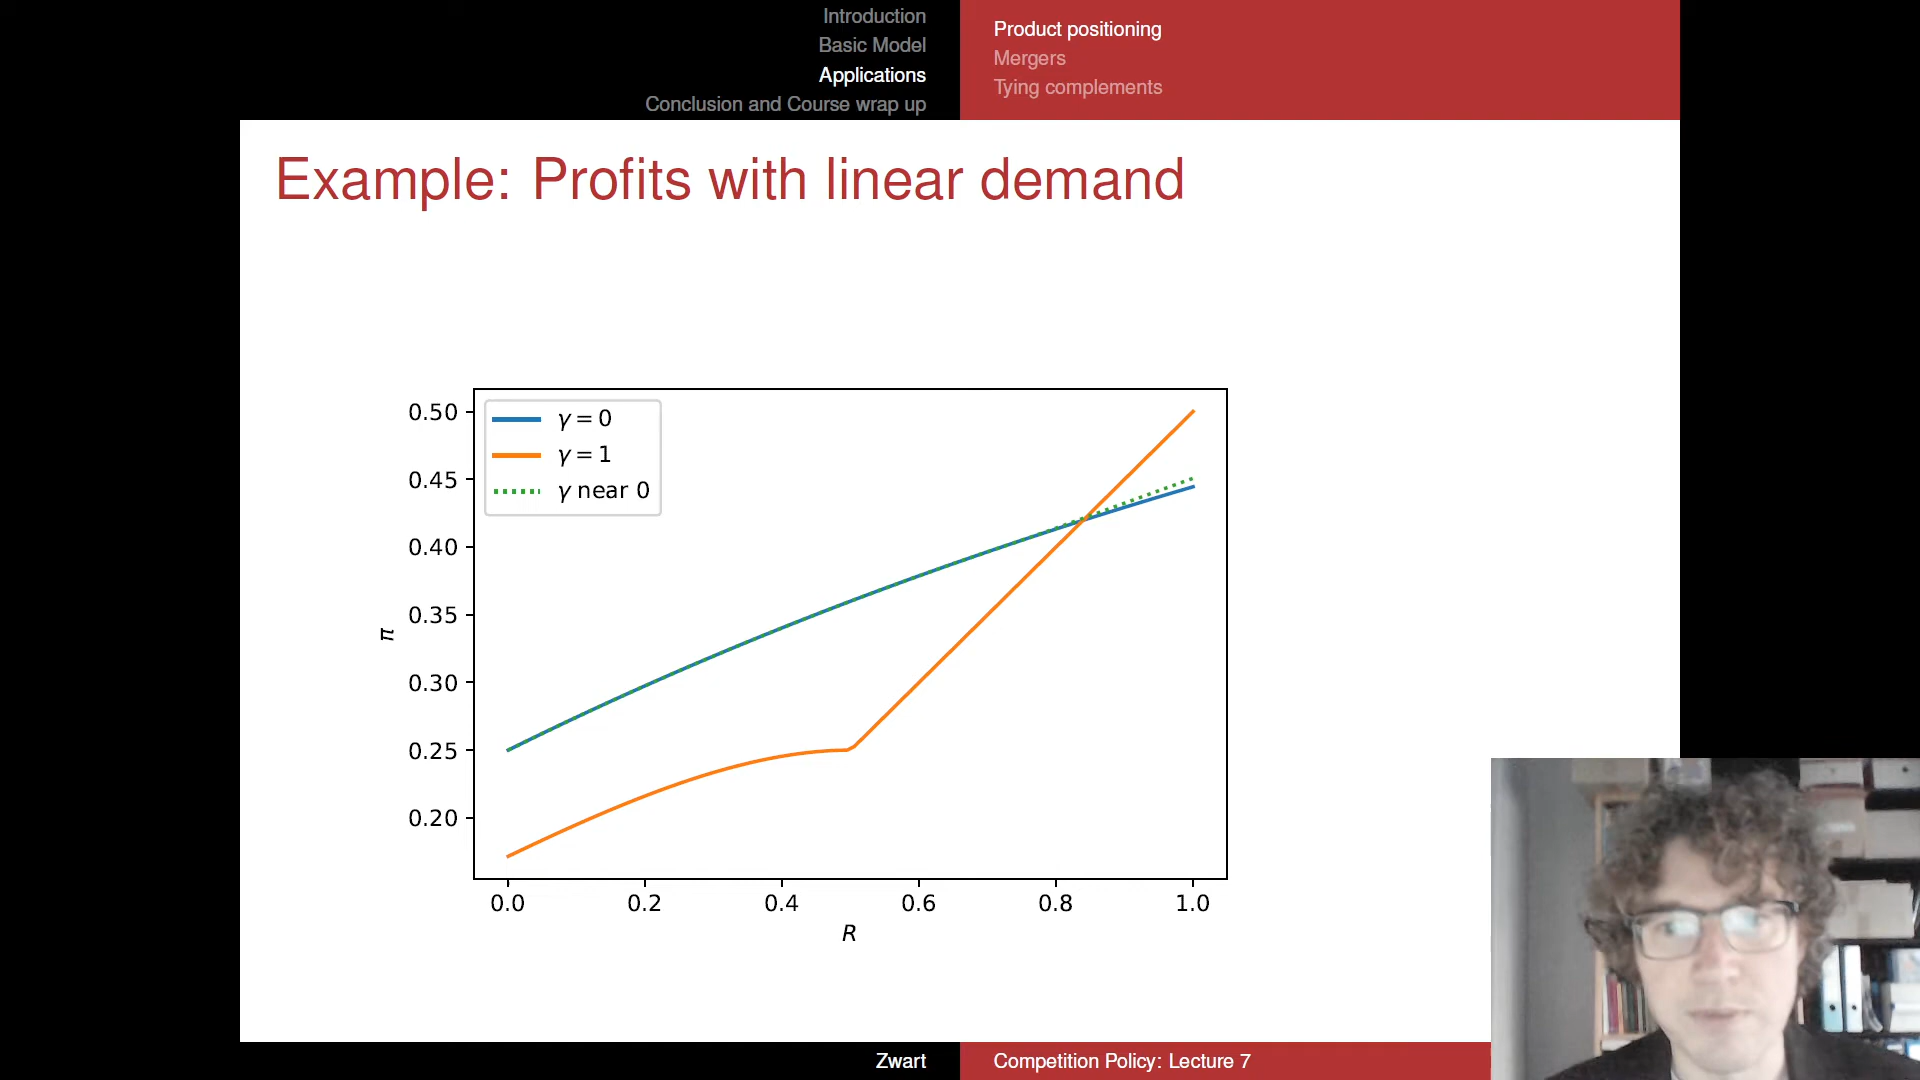 Introduction
Basic Model
Applications
Conclusion and Course wrap up
Product positioning
Mergers
Tying complements
Example: Profits with linear demand
γ = 0
γ = 1
γ near 0
0.50
0.45
0.40
0.35
0.30
0.25
0.20
π
0.0 0.2 0.4 0.6 0.8 1.0
R
Zwart
Competition Policy: Lecture 7